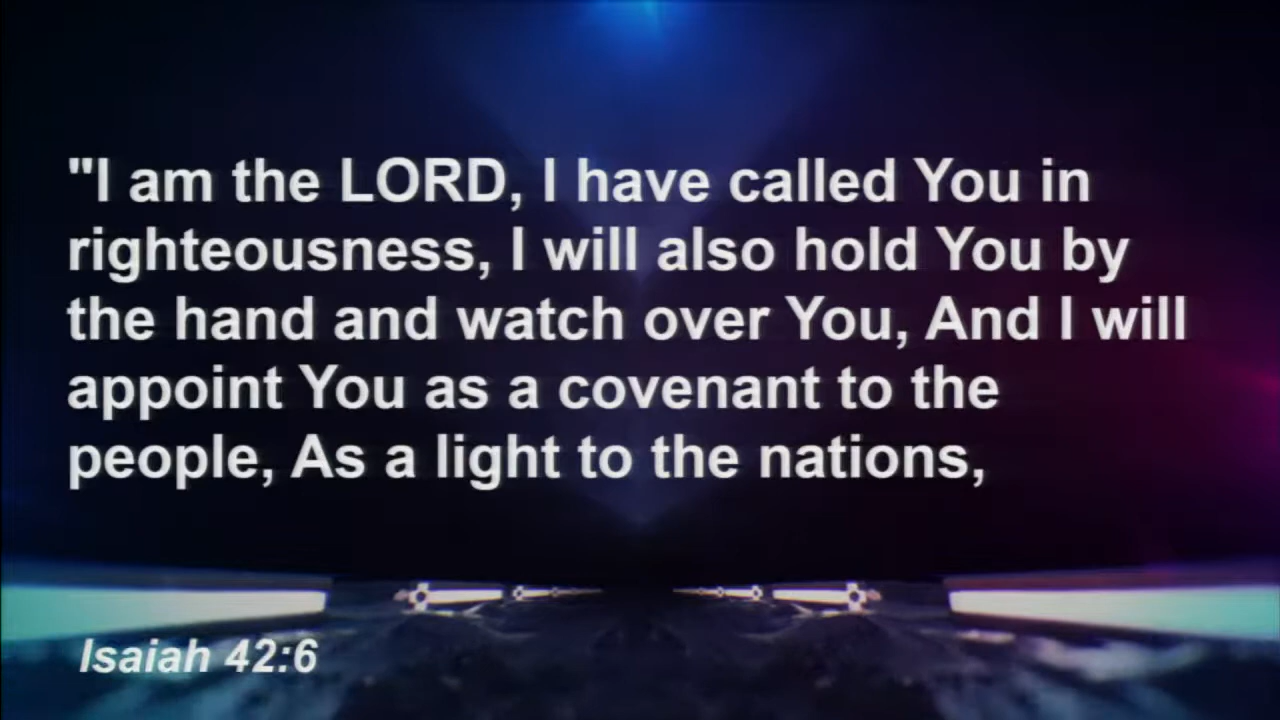 "I am the LORD, I have called You in
righteousness, I will also hold You by
the hand and watch over You, And I will
appoint You as a covenant to the
people, As a light to the nations,
Isaiah 42:6